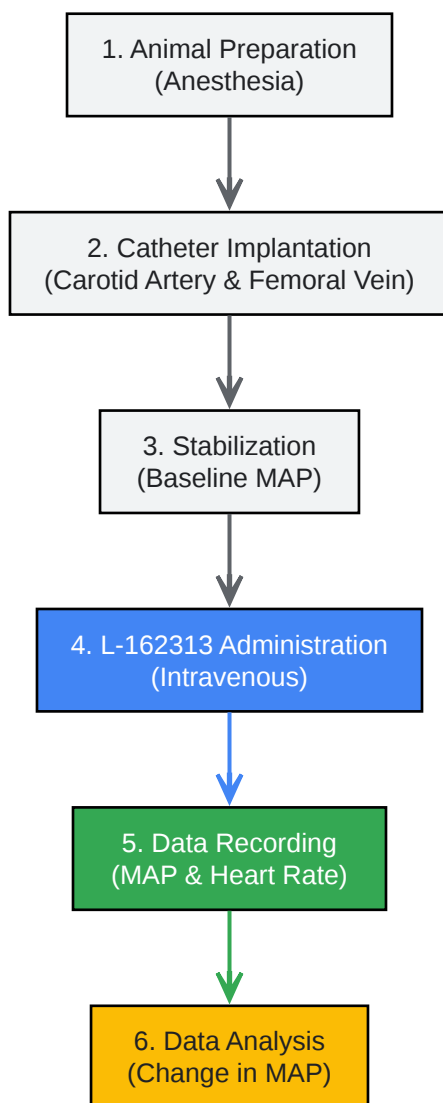 1. Animal Preparation
(Anesthesia)
2. Catheter Implantation
(Carotid Artery & Femoral Vein)
3. Stabilization
(Baseline MAP)
4. L-162313 Administration
(Intravenous)
5. Data Recording
(MAP & Heart Rate)
6. Data Analysis
(Change in MAP)